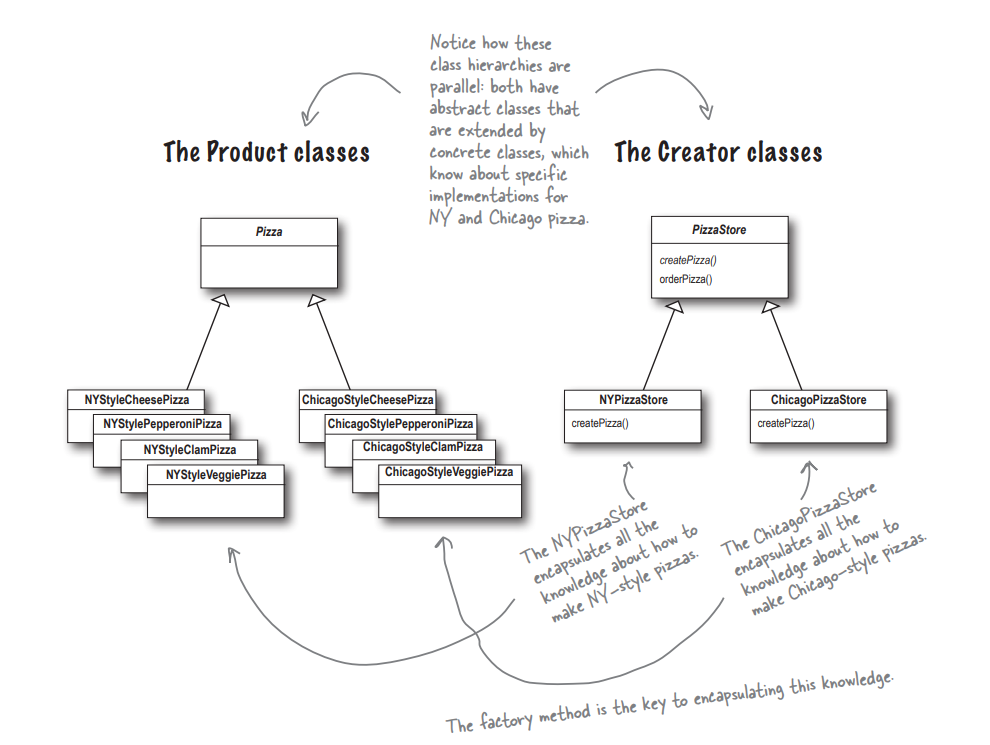 Notice how these
class hierarchies are
parallel: both have
abstract classes that
are extended by
concrete classes, which
know about specific
implementations for
NY and Chicago pizza.
The Product classes
The Creator classes
Pizza
PizzaStore
createPizza()
orderPizza()
NYStyleCheesePizza
NYStylePepperoniPizza
NYStyleClamPizza
NYStyleVeggiePizza
ChicagoStyleCheesePizza
ChicagoStylePepperoniPizza
ChicagoStyleClamPizza
ChicagoStyleVeggiePizza
NYPizzaStore
createPizza()
ChicagoPizzaStore
createPizza()
The NYPizzaStore
encapsulates all the
knowledge about how to
make NY-style pizzas.
The ChicagoPizzaStore
encapsulates all the
knowledge about how to
make Chicago-style pizzas.
The factory method is the key to encapsulating this knowledge.